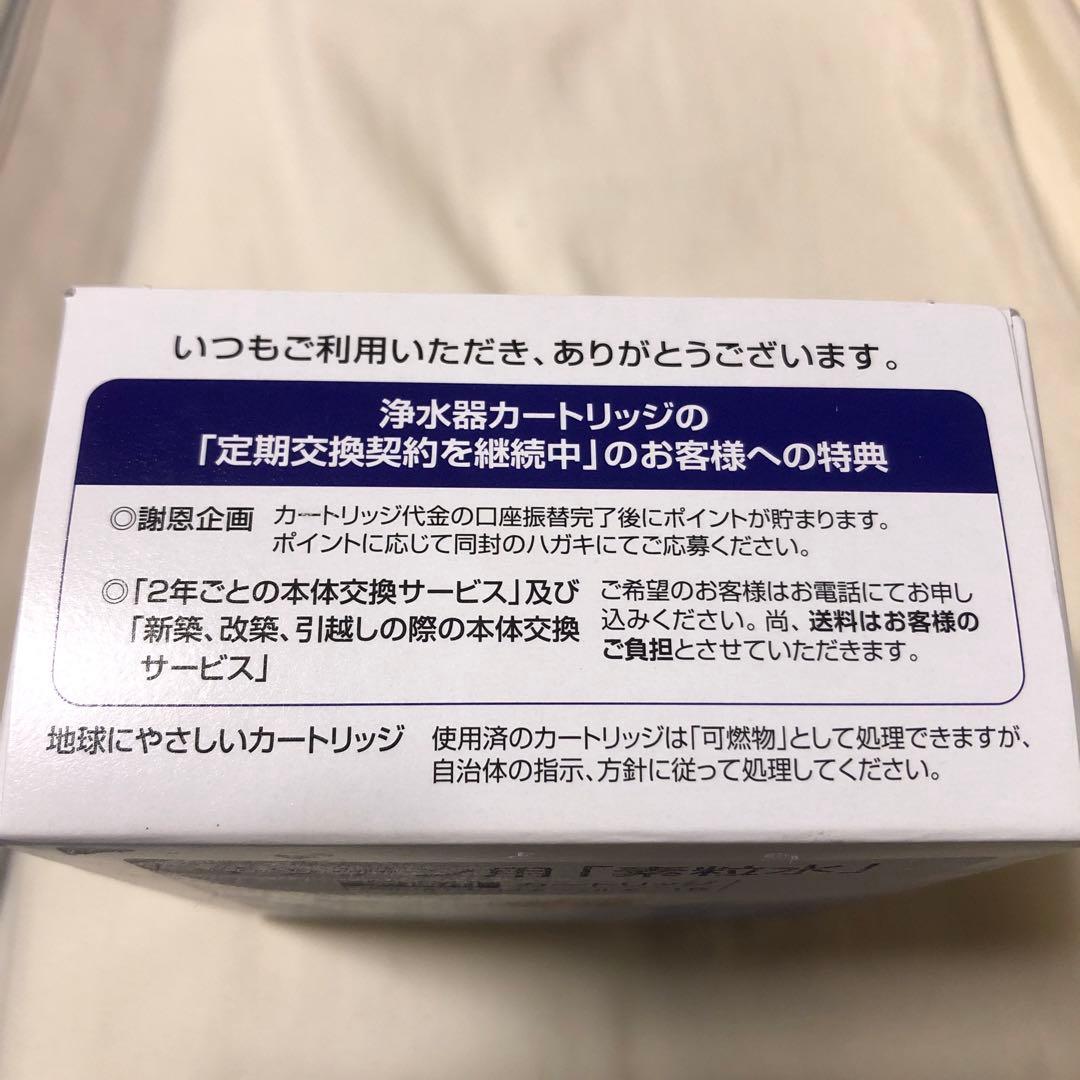 いつもご利用いただき、ありがとうございます。
浄水器カートリッジの
「定期交換契約を継続中」のお客様への特典
◎謝恩企画 カートリッジ代金の口座振替完了後にポイントが貯まります。
ポイントに応じて同封のハガキにてご応募ください。
◎「2年ごとの本体交換サービス」及び
「新築、改築、引越しの際の本体交換
サービス」
ご希望のお客様はお電話にてお申し
込みください。尚、送料はお客様の
ご負担とさせていただきます。
地球にやさしいカートリッジ 使用済のカートリッジは「可燃物」として処理できますが、
自治体の指示、方針に従って処理してください。
用「素粒水」
カートリッジ